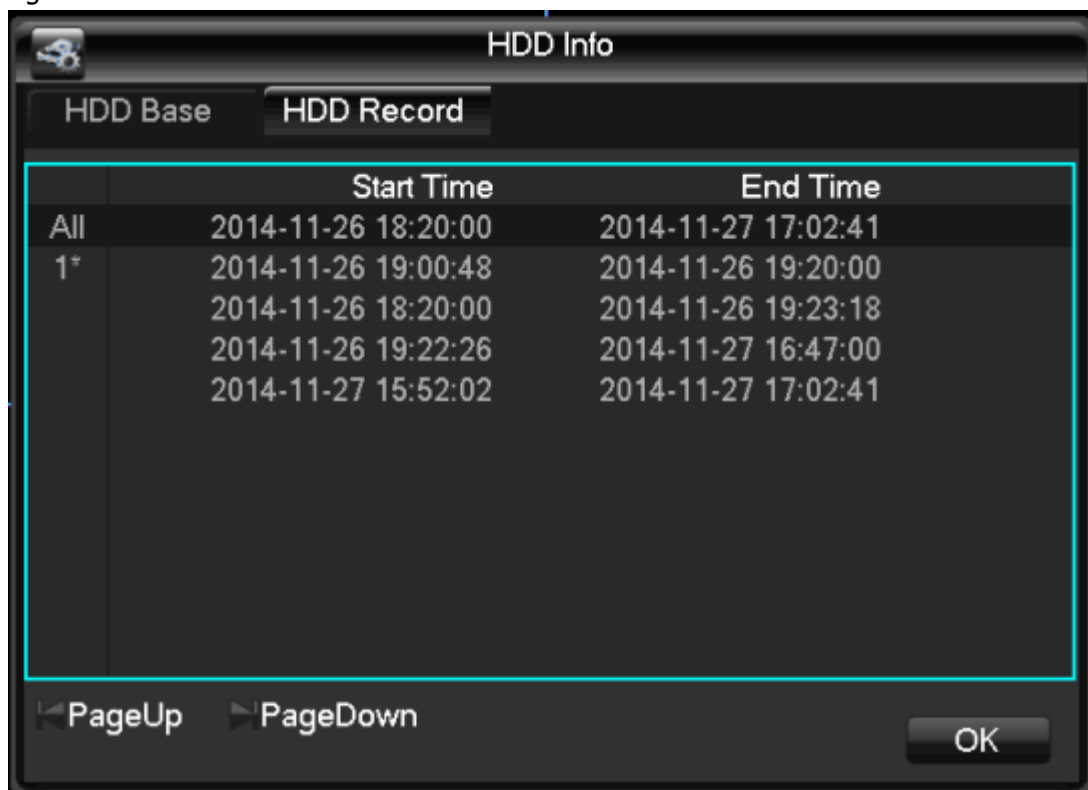 HDD Info
HDD Base HDD Record
Start Time End Time
All 2014-11-26 18:20:00 2014-11-27 17:02:41
1* 2014-11-26 19:00:48 2014-11-26 19:20:00
2014-11-26 18:20:00 2014-11-26 19:23:18
2014-11-26 19:22:26 2014-11-27 16:47:00
2014-11-27 15:52:02 2014-11-27 17:02:41
PageUp PageDown
OK